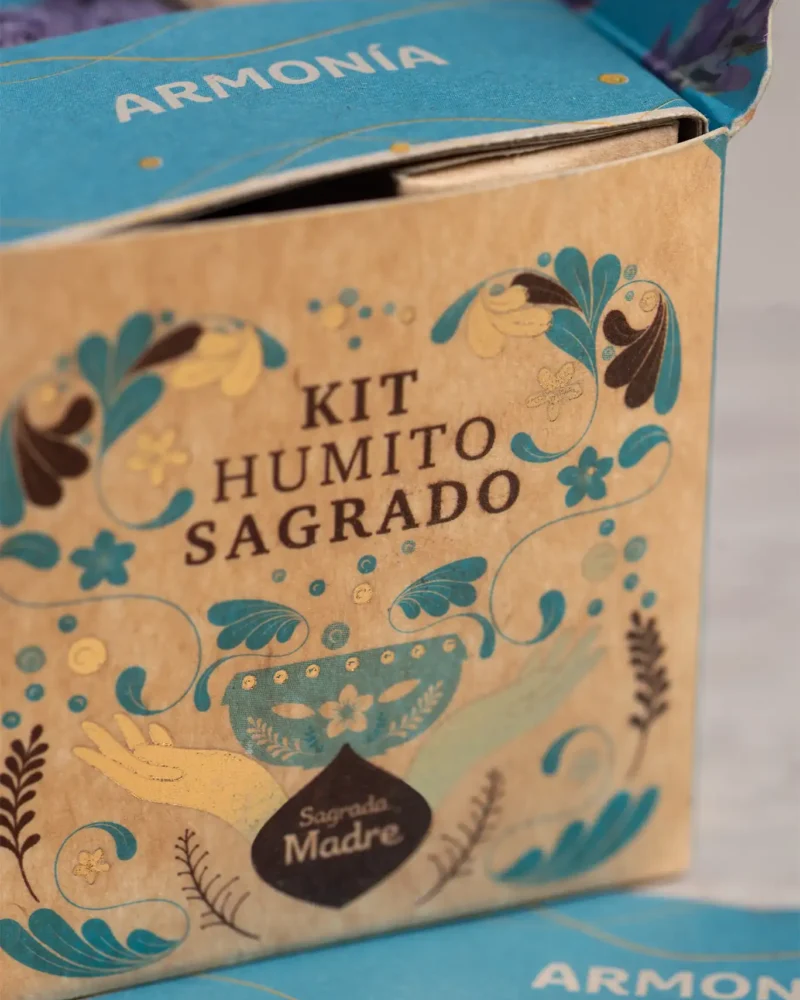 ARMONÍA
KIT
HUMITO
SAGRADO
Sagrada
Madre
ARMON